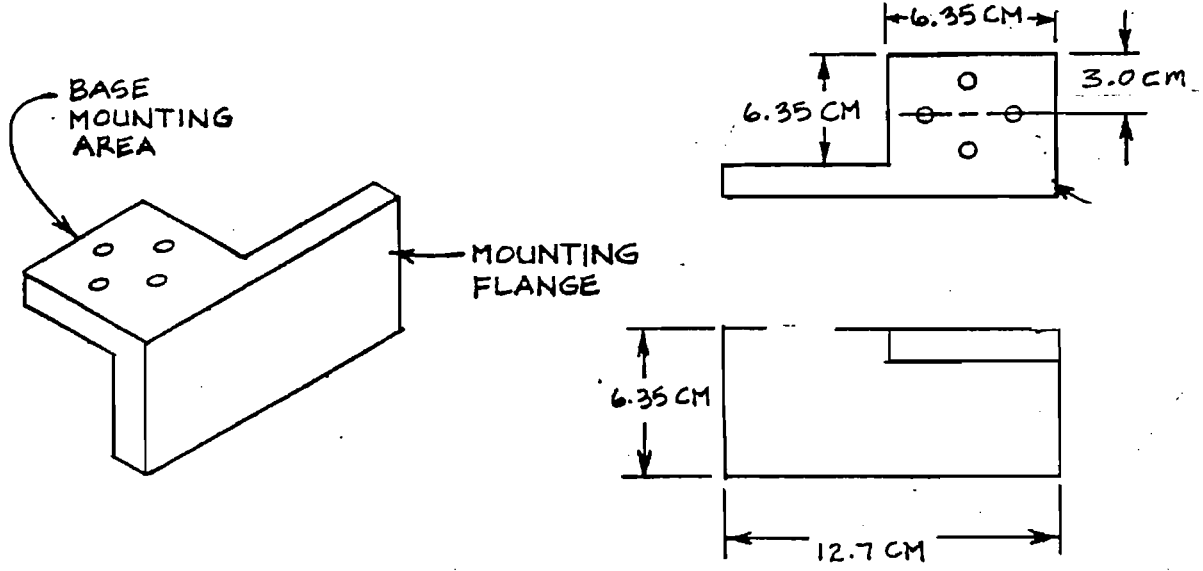 BASE
MOUNTING
AREA
MOUNTING
FLANGE
6.35 CM
6.35 CM
3.0 CM
6.35 CM
12.7 CM